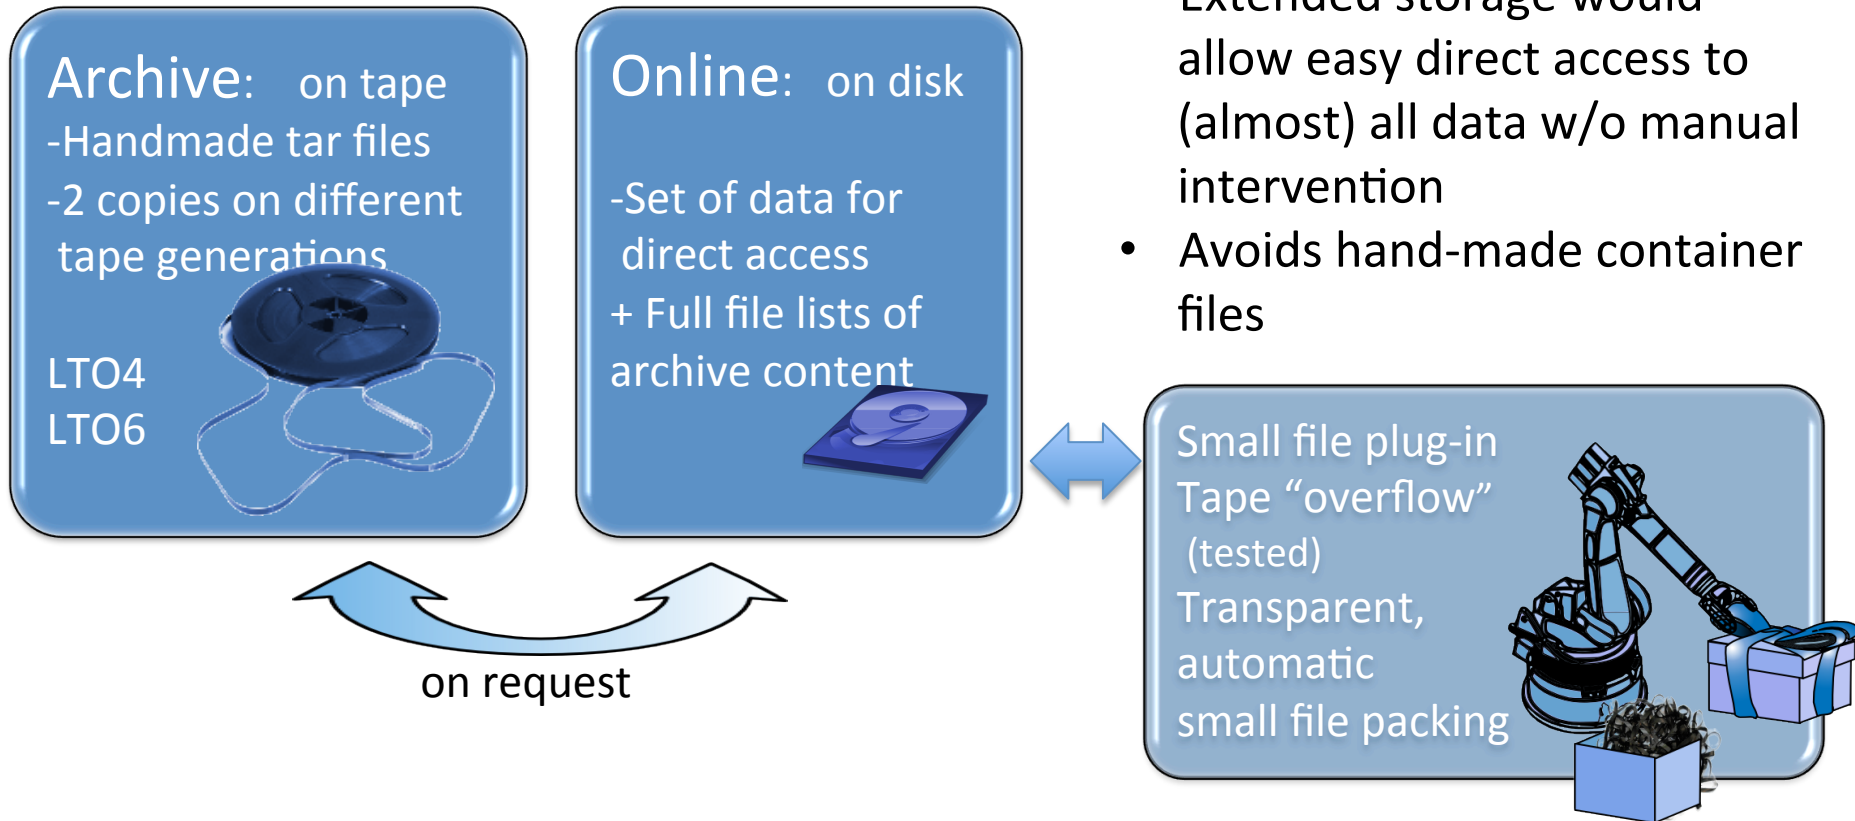 Archive: on tape
-Handmade tar files
-2 copies on different
tape generations
LTO4
LTO6
Online: on disk
-Set of data for
direct access
+ Full file lists of
archive content
on request
Extended storage would
allow easy direct access to
(almost) all data w/o manual
intervention
• Avoids hand-made container
files
Small file plug-in
Tape “overflow”
(tested)
Transparent,
automatic
small file packing